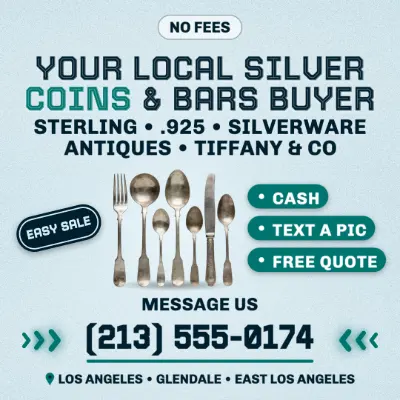 NO FEES
YOUR LOCAL SILVER
COINS & BARS BUYER
STERLING • .925 • SILVERWARE
ANTIQUES • TIFFANY & CO
EASY SALE
• CASH
• TEXT A PIC
• FREE QUOTE
MESSAGE US
(213) 555-0174
LOS ANGELES • GLENDALE • EAST LOS ANGELES